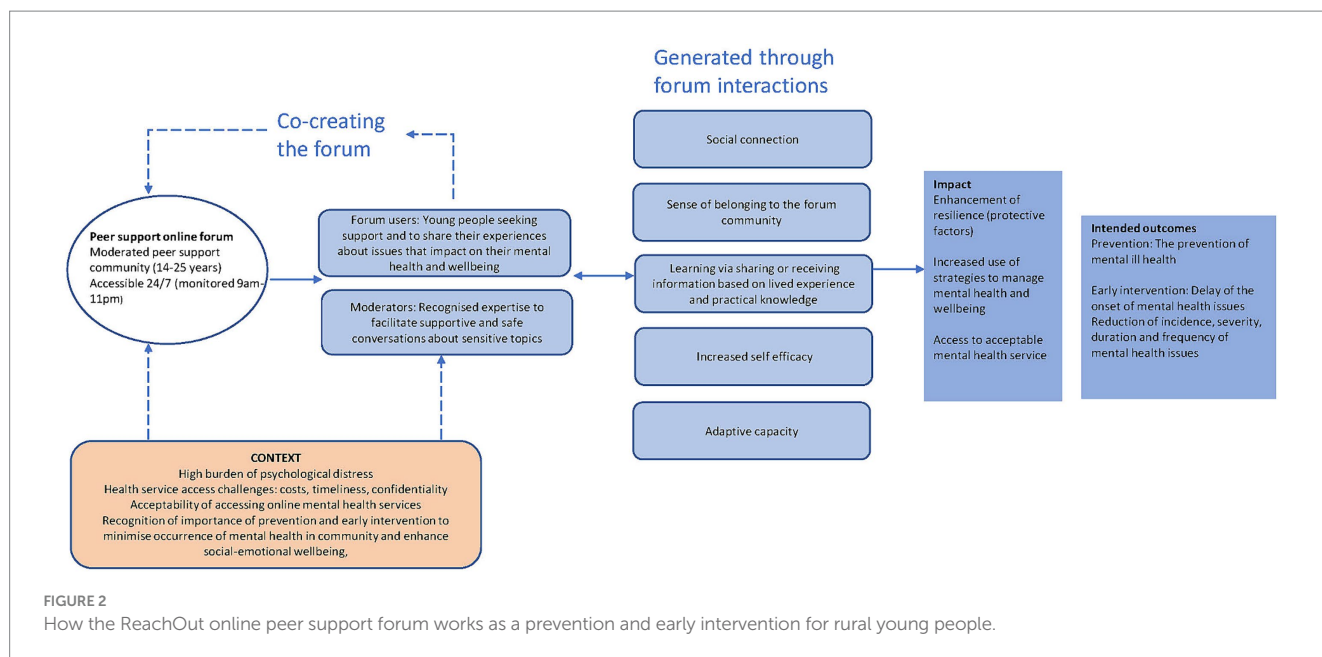 Generated through
forum interactions
Co-creating
the forum
Peer support online forum
Moderated peer support
community (14-25 years)
Accessible 24/7 (monitored 9am-
11pm)
Forum users: Young people seeking
support and to share their experiences
about issues that impact on their mental
health and wellbeing
Moderators: Recognised expertise to
facilitate supportive and safe
conversations about sensitive topics
Social connection
Sense of belonging to the forum
community
Learning via sharing or receiving
information based on lived experience
and practical knowledge
Increased self efficacy
Adaptive capacity
Impact
Enhancement of
resilience (protective
factors)
Increased use of
strategies to manage
mental health and
wellbeing
Access to acceptable
mental health service
Intended outcomes
Prevention: The prevention of
mental ill health
Early intervention: Delay of the
onset of mental health issues
Reduction of incidence, severity,
duration and frequency of
mental health issues
CONTEXT
High burden of psychological distress
Health service access challenges: costs, timeliness, confidentiality
Acceptability of accessing online mental health services
Recognition of importance of prevention and early intervention to
minimise occurrence of mental health in community and enhance
social-emotional wellbeing,
FIGURE 2
How the ReachOut online peer support forum works as a prevention and early intervention for rural young people.